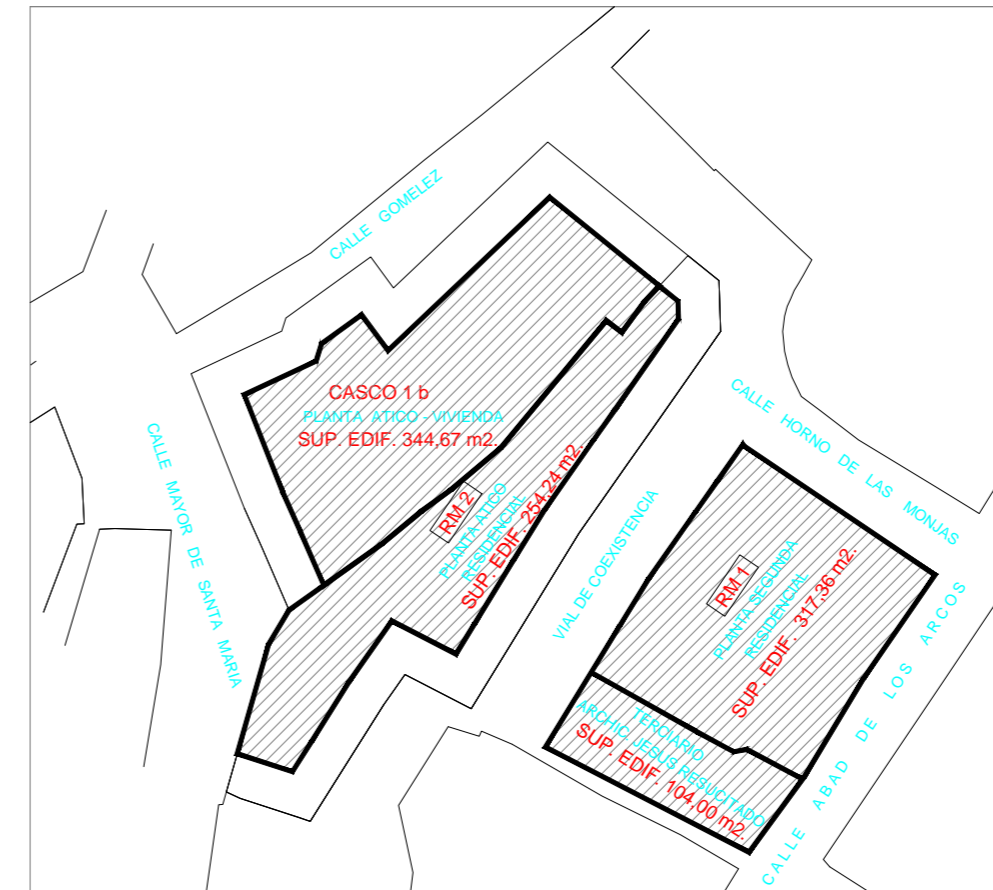 CALLE GOMELEZ
CASCO 1 b
PLANTA ATICO - VIVIENDA
SUP. EDIF. 344,67 m2.
CALLE MAYOR DE SANTA MARIA
RM 2
PLANTA ATICO
RESIDENCIAL
SUP. EDIF. 254,24 m2.
VIAL DE COEXISTENCIA
CALLE HORNO DE LAS MONJAS
RM 1
PLANTA SEGUNDA
RESIDENCIAL
SUP. EDIF. 317,36 m2.
TERCIARIO
ARCHIC. JESUS RESUCITADO
SUP. EDIF. 104,00 m2.
CALLE ABAD DE LOS ARCOS